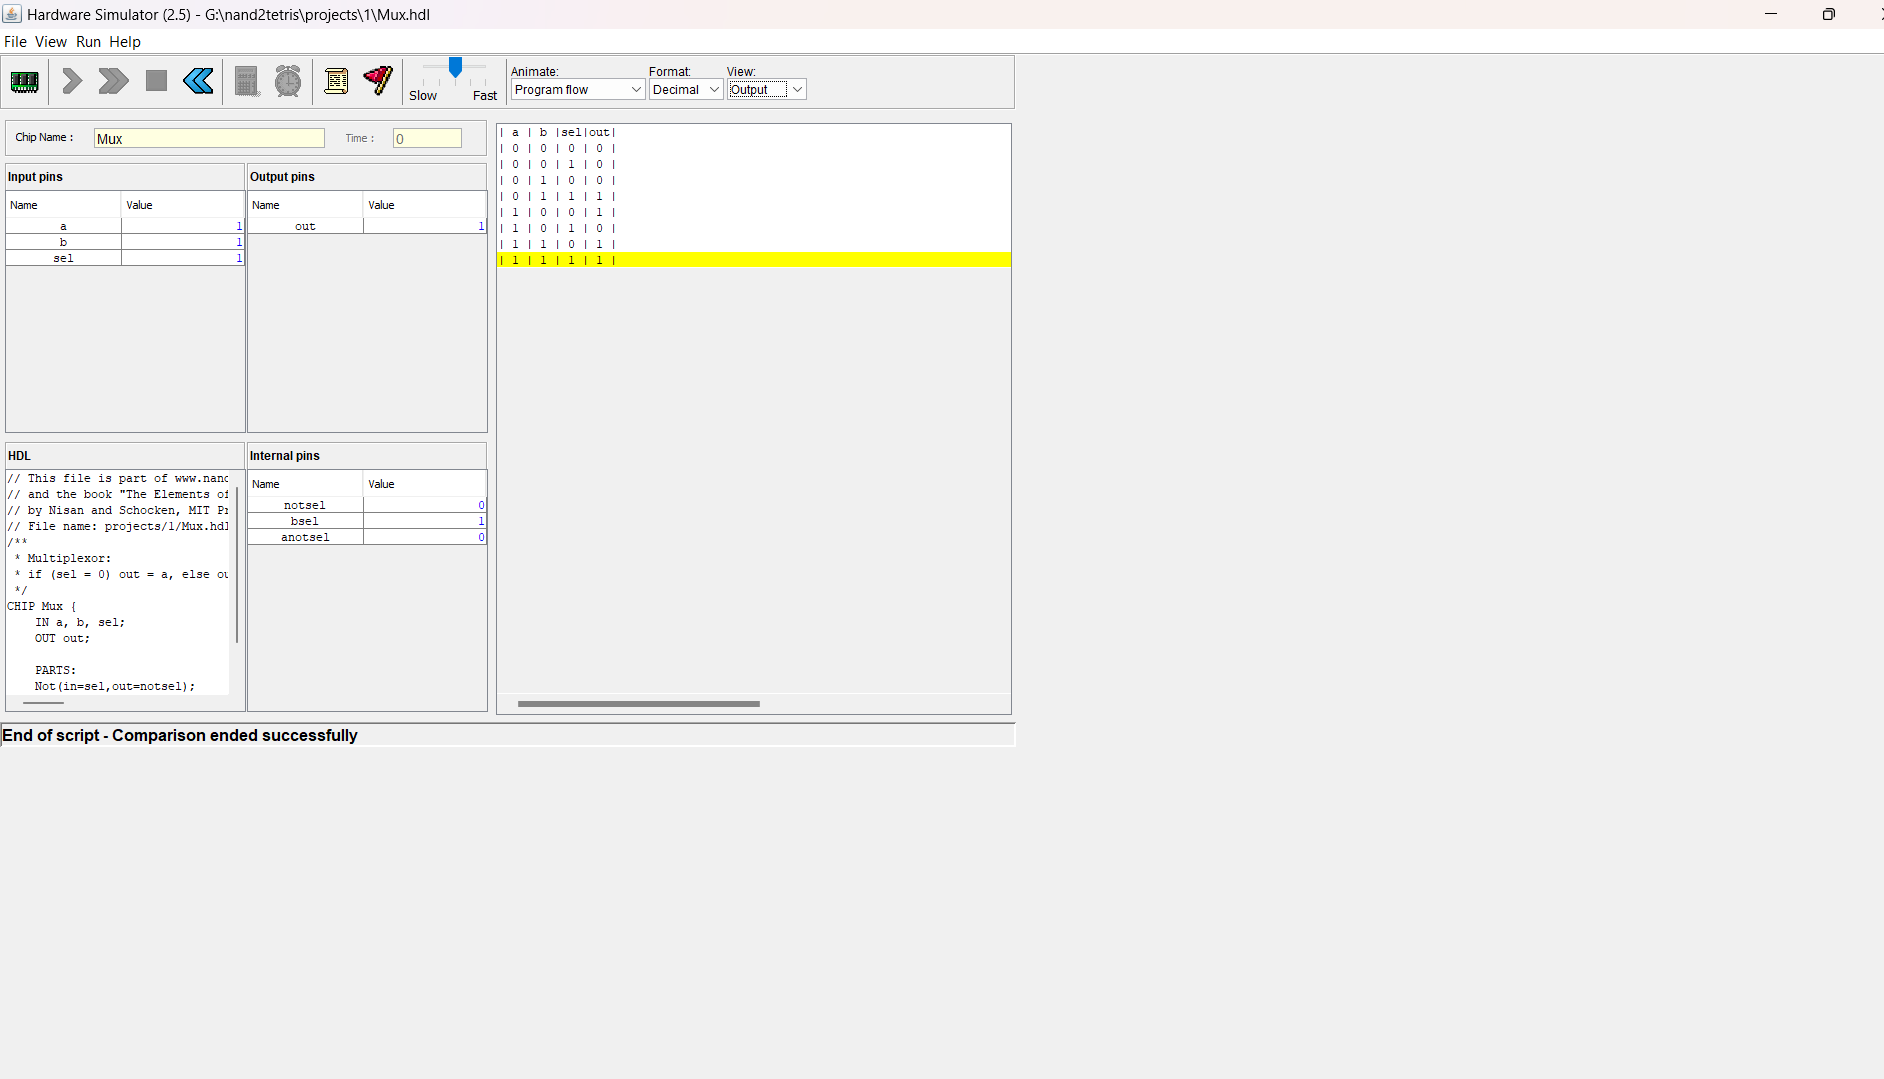 Hardware Simulator (2.5) - G:\nand2tetris\projects\1\Mux.hdl
File View Run Help
Slow Fast
Animate: Format: View:
Program flow Decimal Output
Chip Name : Mux Time : 0
Input pins
Name Value
a 1
b 1
sel 1
Output pins
Name Value
out 1
HDL
// This file is part of www.nand
// and the book "The Elements of
// by Nisan and Schocken, MIT Pr
// File name: projects/1/Mux.hdl
/**
* Multiplexor:
* if (sel = 0) out = a, else ou
*/
CHIP Mux {
IN a, b, sel;
OUT out;
PARTS:
Not(in=sel,out=notsel);
Internal pins
Name Value
notsel 0
bsel 1
anotsel 0
| a | b |sel|out|
| 0 | 0 | 0 | 0 |
| 0 | 0 | 1 | 0 |
| 0 | 1 | 0 | 0 |
| 0 | 1 | 1 | 1 |
| 1 | 0 | 0 | 1 |
| 1 | 0 | 1 | 0 |
| 1 | 1 | 0 | 1 |
| 1 | 1 | 1 | 1 |
End of script - Comparison ended successfully